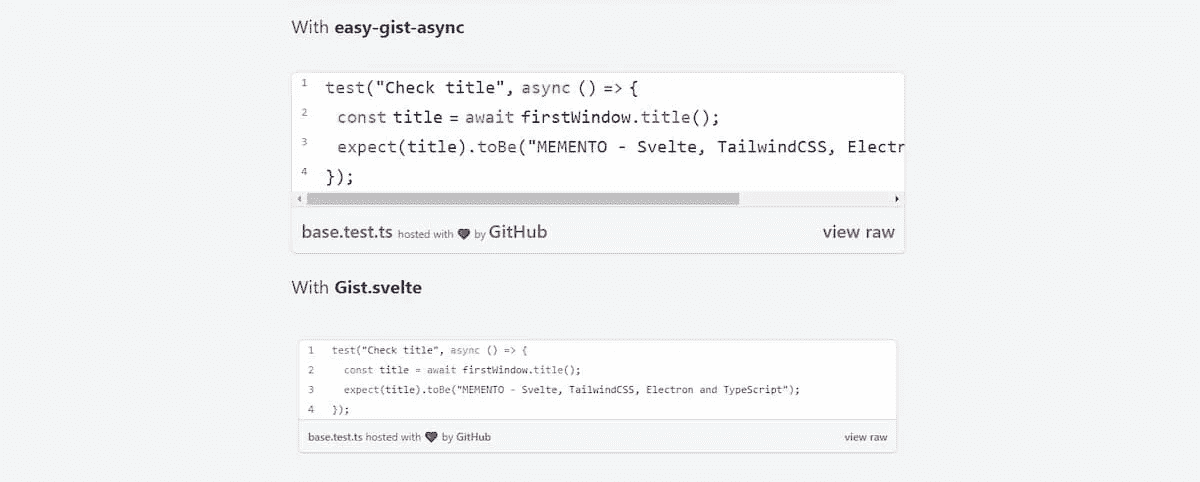 With easy-gist-async
1 test("Check title", async () => {
2 const title = await firstWindow.title();
3 expect(title).toBe("MEMENTO - Svelte, TailwindCSS, Electr
4 });
base.test.ts hosted with ❤ by GitHub view raw
With Gist.svelte
1 test("Check title", async () => {
2 const title = await firstWindow.title();
3 expect(title).toBe("MEMENTO - Svelte, TailwindCSS, Electron and TypeScript");
4 });
base.test.ts hosted with ❤ by GitHub view raw